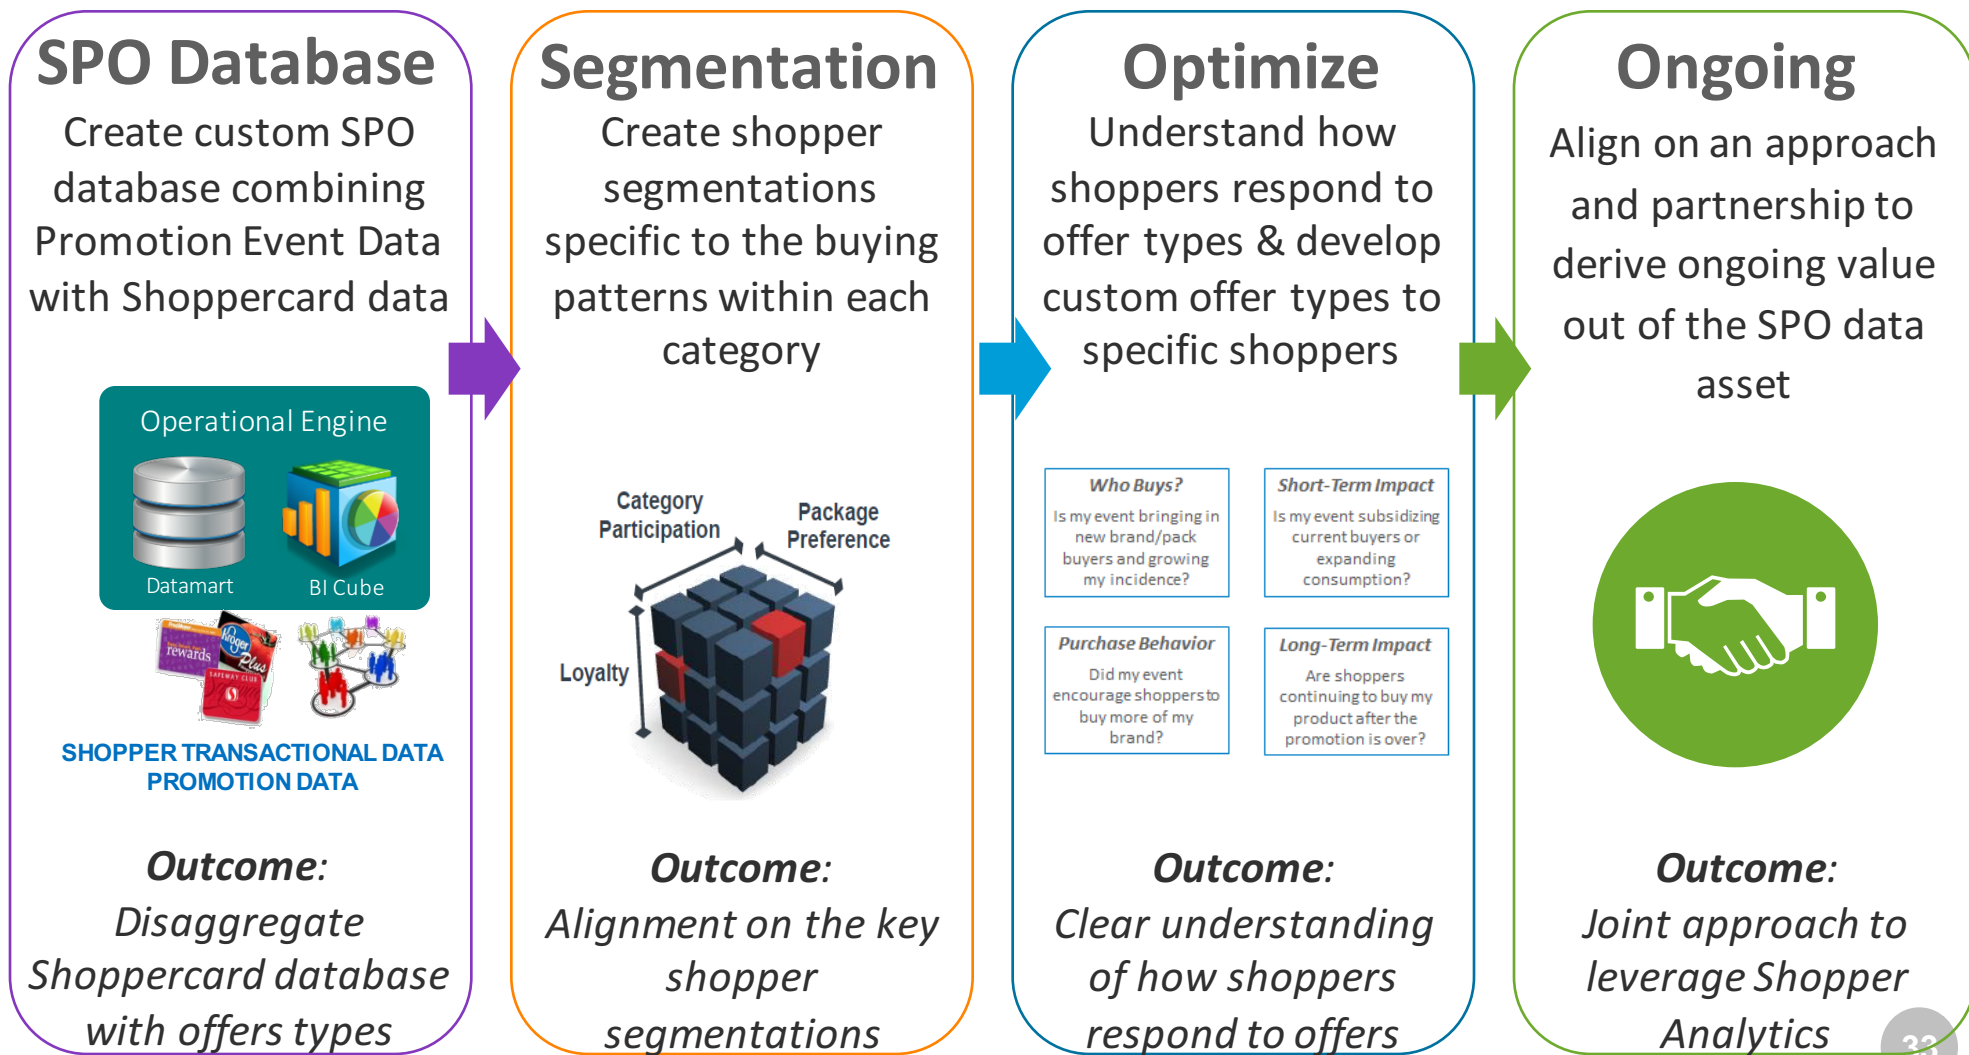 SPO Database
Create custom SPO
database combining
Promotion Event Data
with Shoppercard data
Operational Engine
Datamart
BI Cube
rewards
Kroger
Plus
SAFEWAY CLUB
SHOPPER TRANSACTIONAL DATA
PROMOTION DATA
Outcome:
Disaggregate
Shoppercard database
with offers types
Segmentation
Create shopper
segmentations
specific to the buying
patterns within each
category
Category
Participation
Package
Preference
Loyalty
Outcome:
Alignment on the key
shopper
segmentations
Optimize
Understand how
shoppers respond to
offer types & develop
custom offer types to
specific shoppers
Who Buys?
Is my event bringing in
new brand/pack
buyers and growing
my incidence?
Short-Term Impact
Is my event subsidizing
current buyers or
expanding
consumption?
Purchase Behavior
Did my event
encourage shoppers to
buy more of my
brand?
Long-Term Impact
Are shoppers
continuing to buy my
product after the
promotion is over?
Outcome:
Clear understanding
of how shoppers
respond to offers
Ongoing
Align on an approach
and partnership to
derive ongoing value
out of the SPO data
asset
Outcome:
Joint approach to
leverage Shopper
Analytics
33